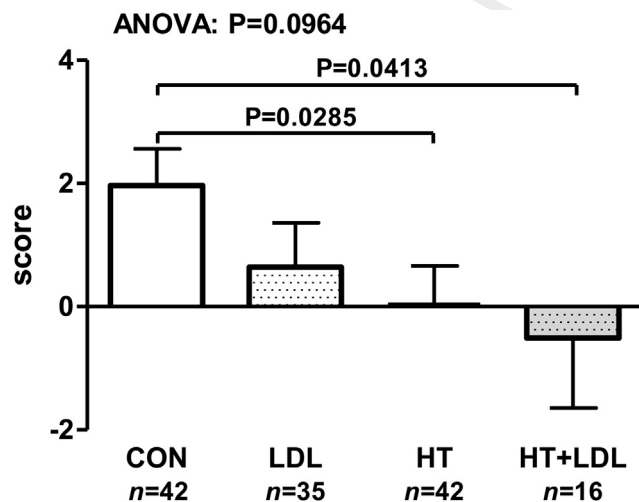 ANOVA: P=0.0964
4
P=0.0413
P=0.0285
2
score
0
-2
CON LDL HT HT+LDL
n=42 n=35 n=42 n=16